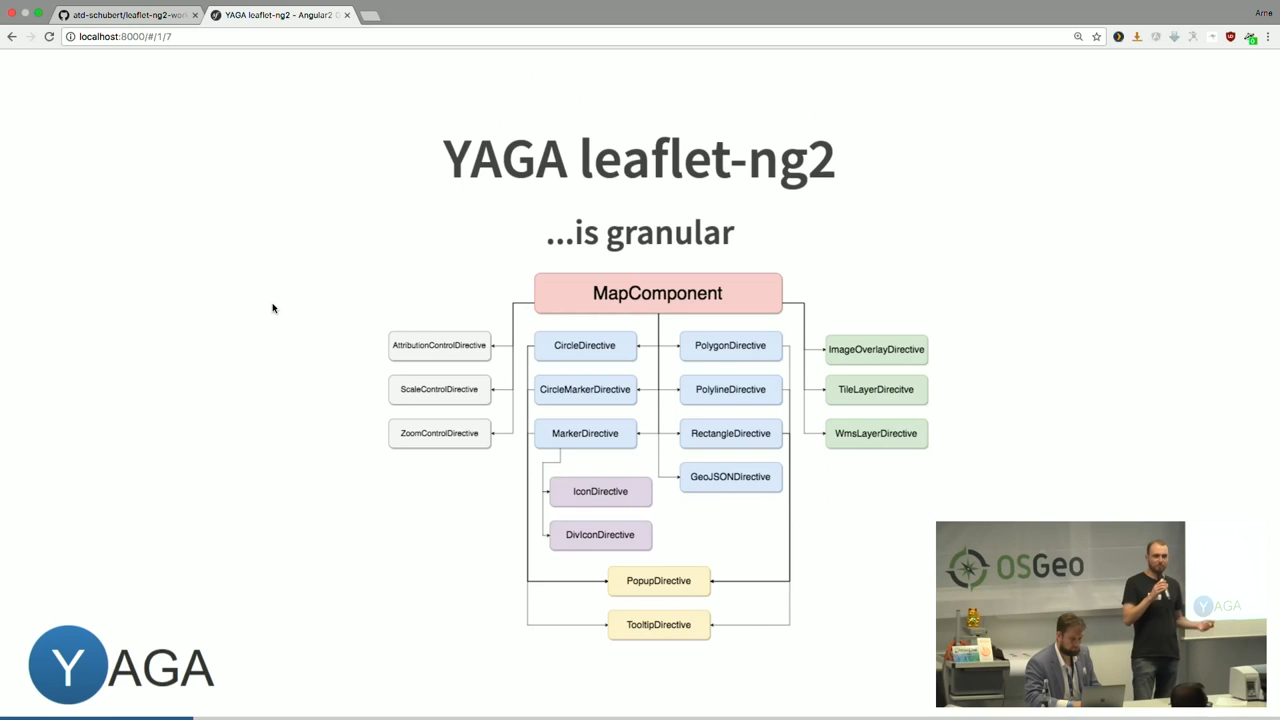 atd-schubert/leaflet-ng2-wor
YAGA leaflet-ng2 - Angular2
Arne
localhost:8000/#/1/7
YAGA leaflet-ng2
...is granular
MapComponent
AttributionControlDirective
CircleDirective
PolygonDirective
ImageOverlayDirective
ScaleControlDirective
CircleMarkerDirective
PolylineDirective
TileLayerDirecitve
ZoomControlDirective
MarkerDirective
RectangleDirective
WmsLayerDirective
GeoJSONDirective
IconDirective
DivIconDirective
PopupDirective
TooltipDirective
YAGA
OSGeo
YAGA